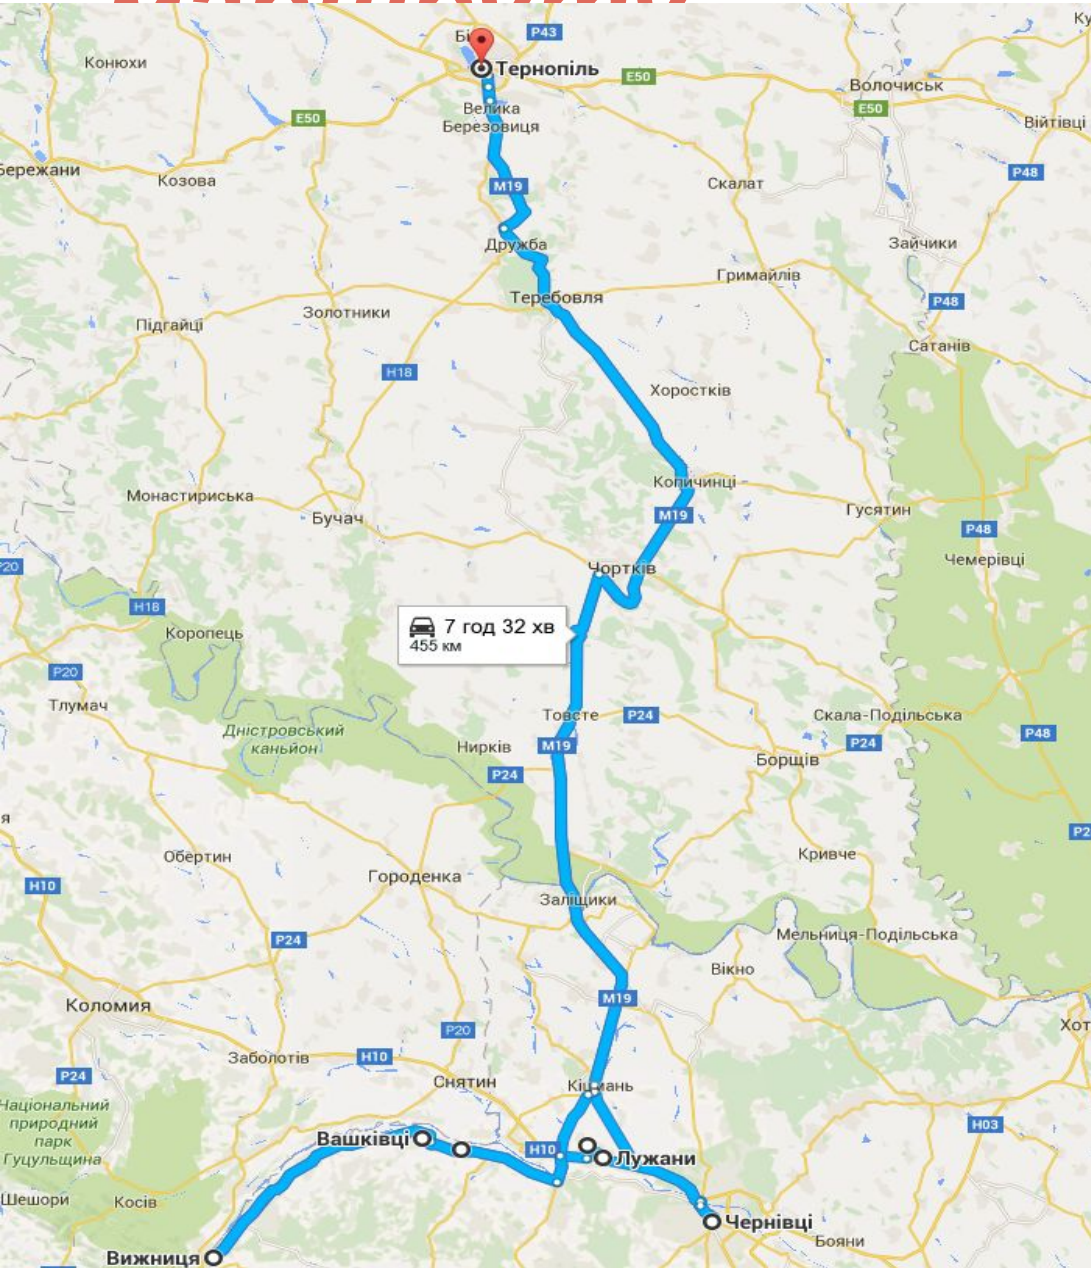 P43
Бі
Тернопіль
Конюхи
E50
Волочиськ
E50
Велика
Березовиця
E50
Війтівці
Бережани
Козова
M19
Скалат
P48
Дружба
Зайчики
Гримайлів
Теребовля
P48
Золотники
Підгайці
Сатанів
H18
Хоростків
Копичинці
Монастириська
Бучач
M19
Гусятин
P48
Чемерівці
Чортків
P20
H18
7 год 32 хв
455 км
Коропець
P20
Тлумач
Товсте
P24
Скала-Подільська
Дністровський
каньйон
Нирків
M19
P24
P48
Борщів
P24
я
P2
Обертин
Кривче
Городенка
H10
Заліщики
P24
Мельниця-Подільська
Вікно
Коломия
M19
Хот
P20
Заболотів
H10
P24
Снятин
Кіцмань
Національний
природний
парк
Гуцульщина
H03
Вашківці
H10
Лужани
Шешори
Косів
Чернівці
Бояни
Вижниця